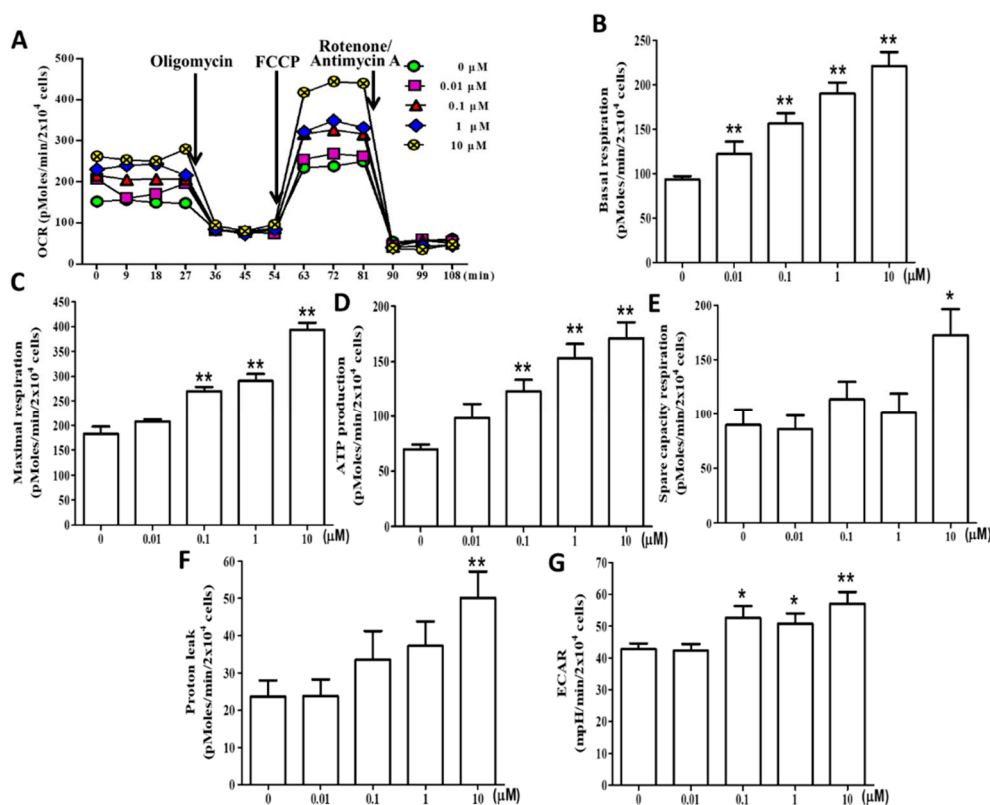 A
OCR (pMoles/min/2x10⁴ cells)
500
400
300
200
100
0
Oligomycin
FCCP
Rotenone/
Antimycin A
0 µM
0.01 µM
0.1 µM
1 µM
10 µM
0 9 18 27 36 45 54 63 72 81 90 99 108 (min)
B
Basal respiration
(pMoles/min/2x10⁴ cells)
250
200
150
100
50
0
** ** ** **
0 0.01 0.1 1 10 (µM)
C
Maximal respiration
(pMoles/min/2x10⁴ cells)
450
400
350
300
250
200
150
100
50
0
** ** **
0 0.01 0.1 1 10 (µM)
D
ATP production
(pMoles/min/2x10⁴ cells)
200
150
100
50
0
** ** **
0 0.01 0.1 1 10 (µM)
E
Spare capacity respiration
(pMoles/min/2x10⁴ cells)
200
150
100
50
0
*
0 0.01 0.1 1 10 (µM)
F
Proton leak
(pMoles/min/2x10⁴ cells)
60
50
40
30
20
10
0
**
0 0.01 0.1 1 10 (µM)
G
ECAR
(mpH/min/2x10⁴ cells)
70
60
50
40
30
20
10
0
* * **
0 0.01 0.1 1 10 (µM)